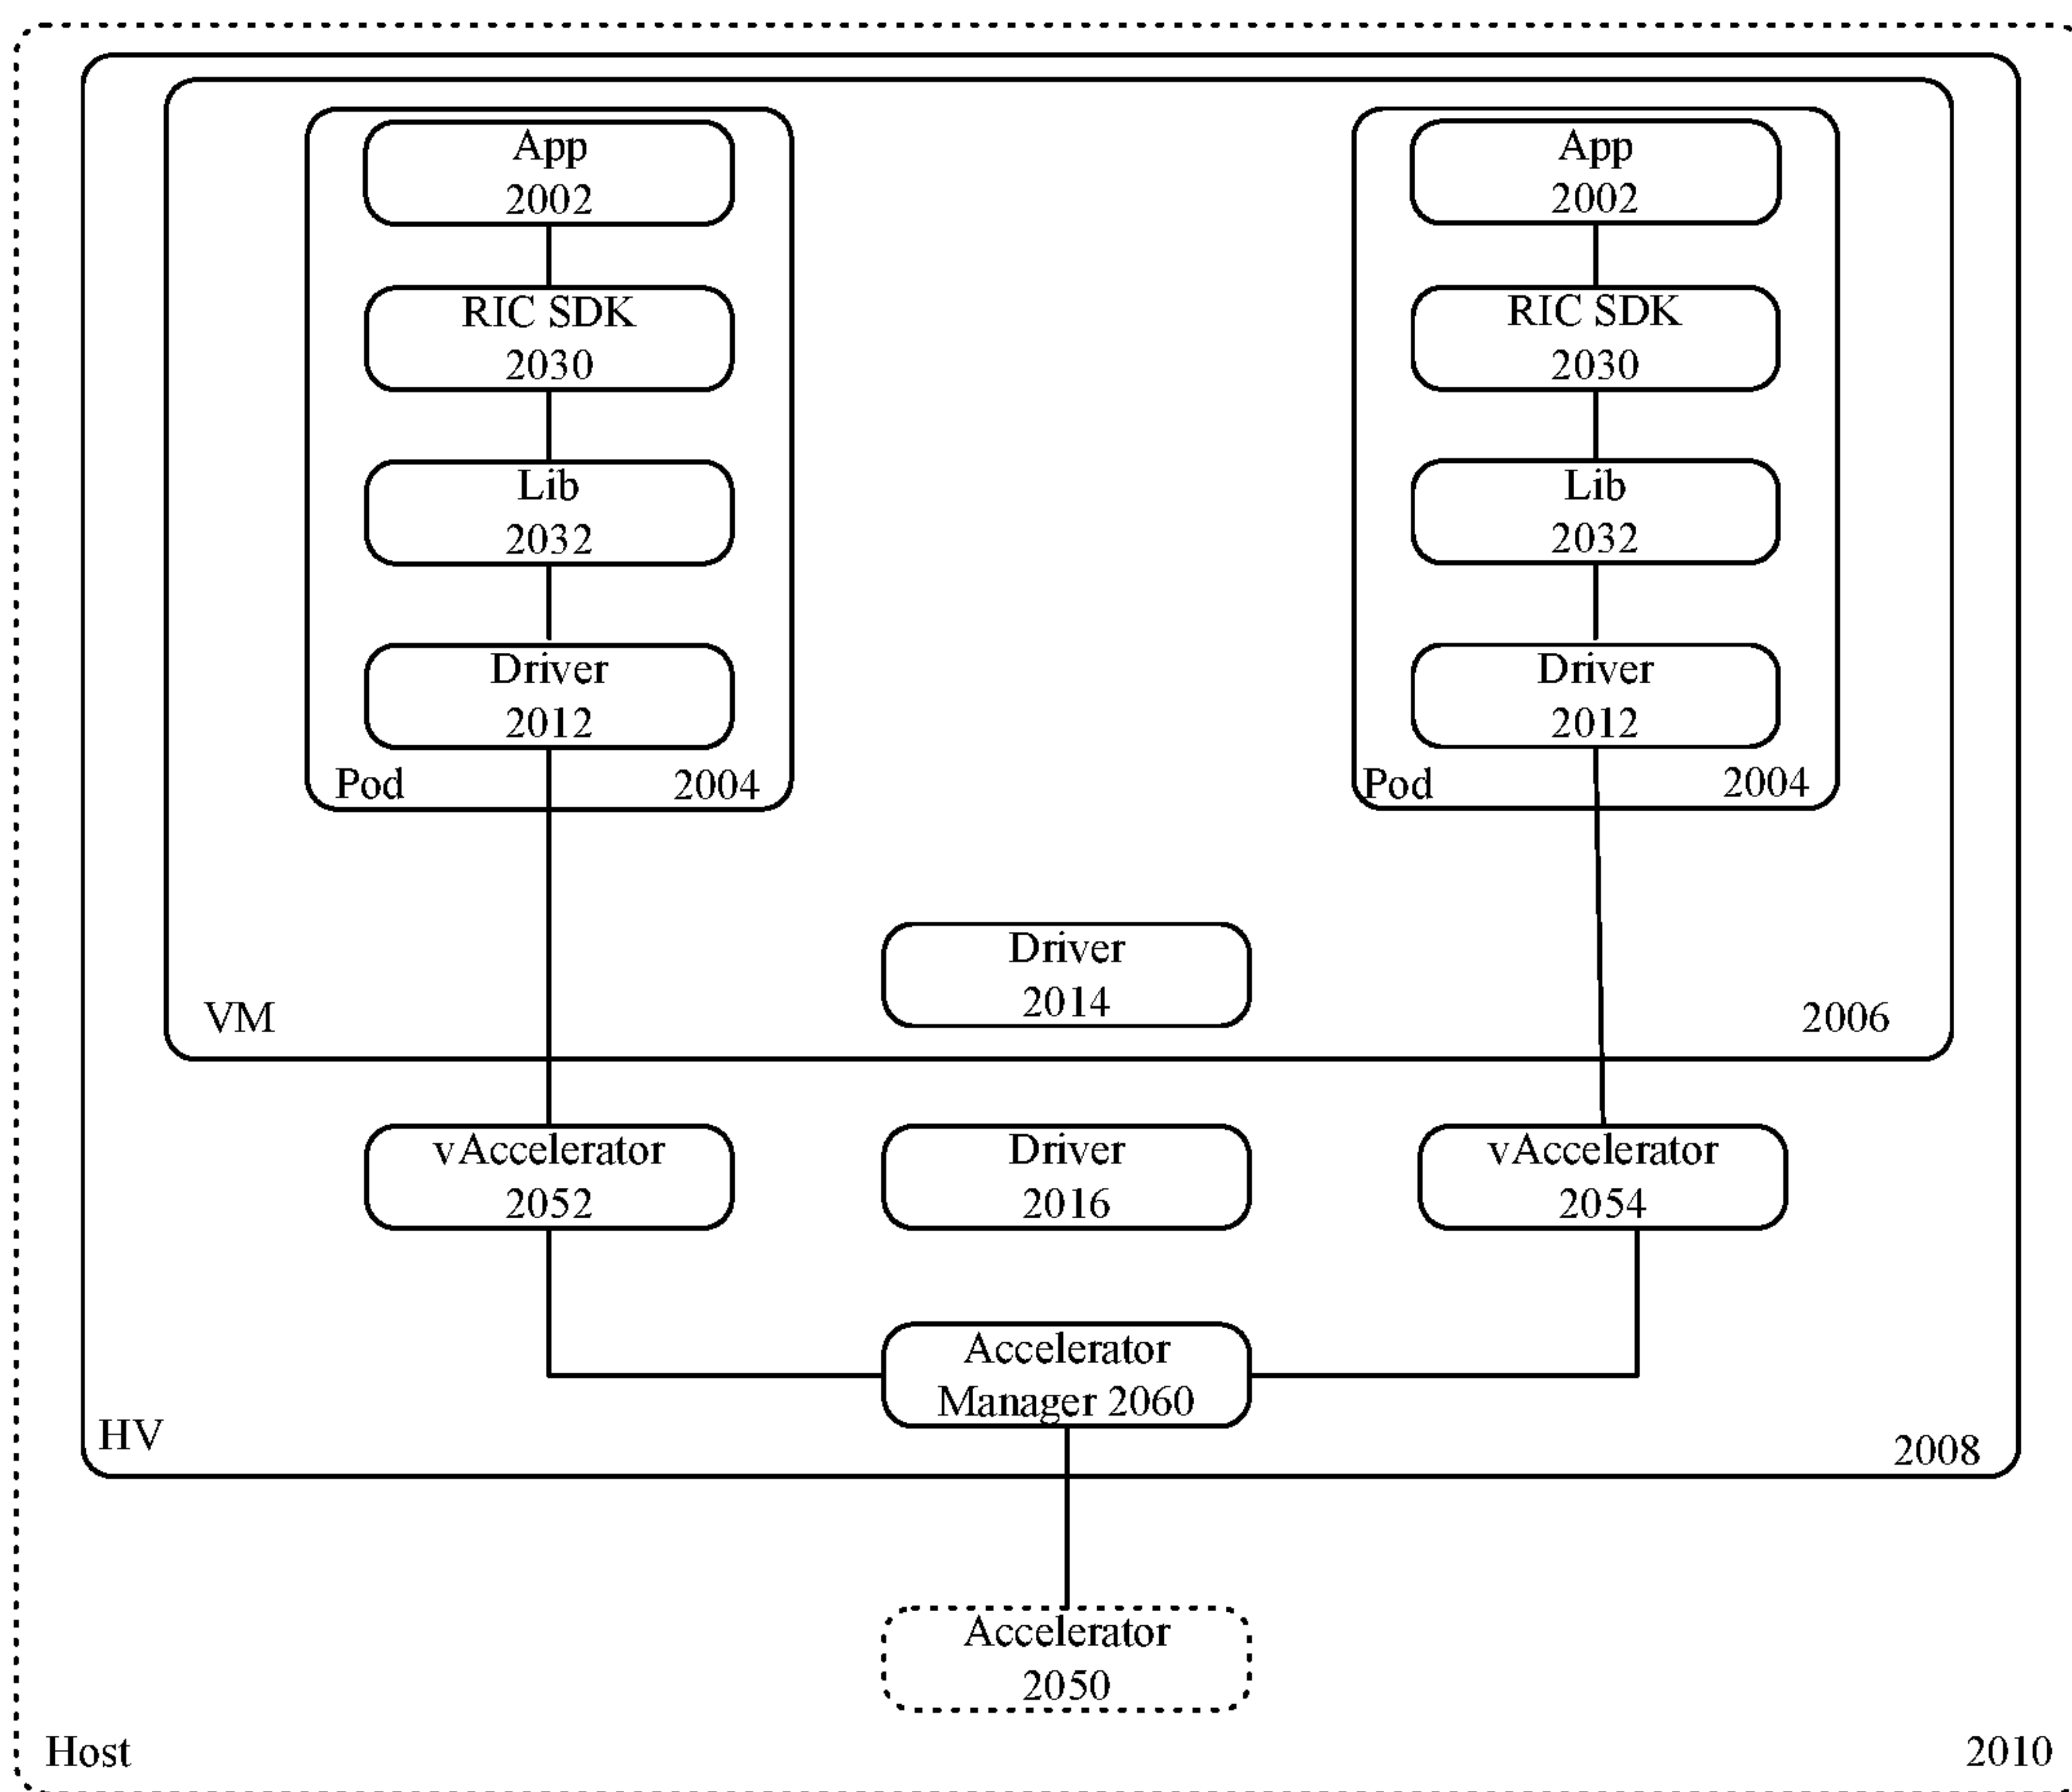 App
2002
RIC SDK
2030
Lib
2032
Driver
2012
Pod 2004
App
2002
RIC SDK
2030
Lib
2032
Driver
2012
Pod 2004
Driver
2014
VM 2006
vAccelerator
2052
Driver
2016
vAccelerator
2054
Accelerator
Manager 2060
HV 2008
Accelerator
2050
Host 2010